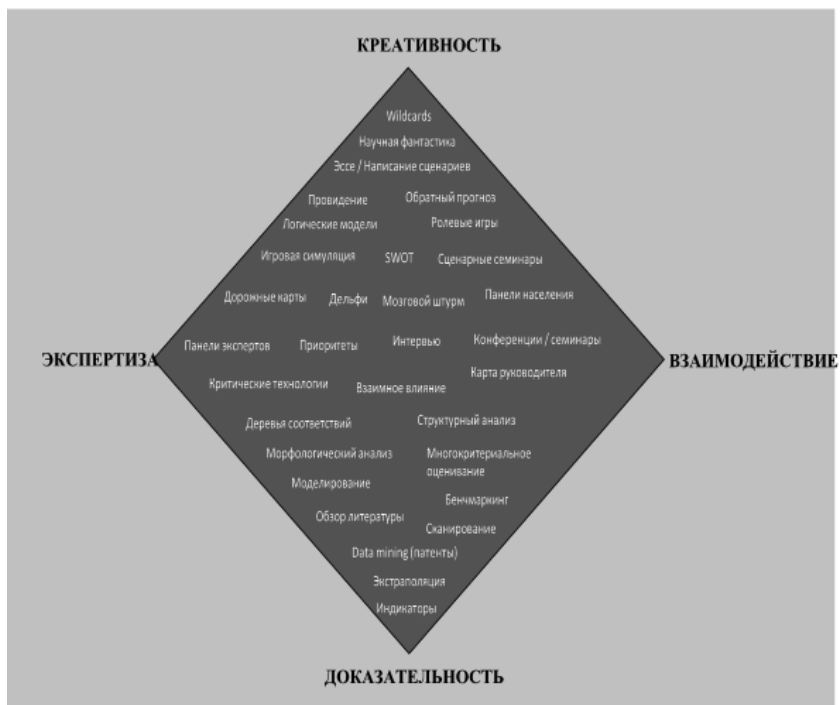 КРЕАТИВНОСТЬ
Wildcards
Научная фантастика
Эссе / Написание сценариев
Провидение Обратный прогноз
Логические модели Ролевые игры
Игровая симуляция SWOT Сценарные семинары
Дорожные карты Дельфи Мозговой штурм Панели населения
Панели экспертов Приоритеты Интервью Конференции / семинары
ЭКСПЕРТИЗА ВЗАИМОДЕЙСТВИЕ
Карта руководителя
Критические технологии Взаимное влияние
Деревья соответствий Структурный анализ
Морфологический анализ Многокритериальное
оценивание
Моделирование
Бенчмаркинг
Обзор литературы
Сканирование
Data mining (патенты)
Экстраполяция
Индикаторы
ДОКАЗАТЕЛЬНОСТЬ